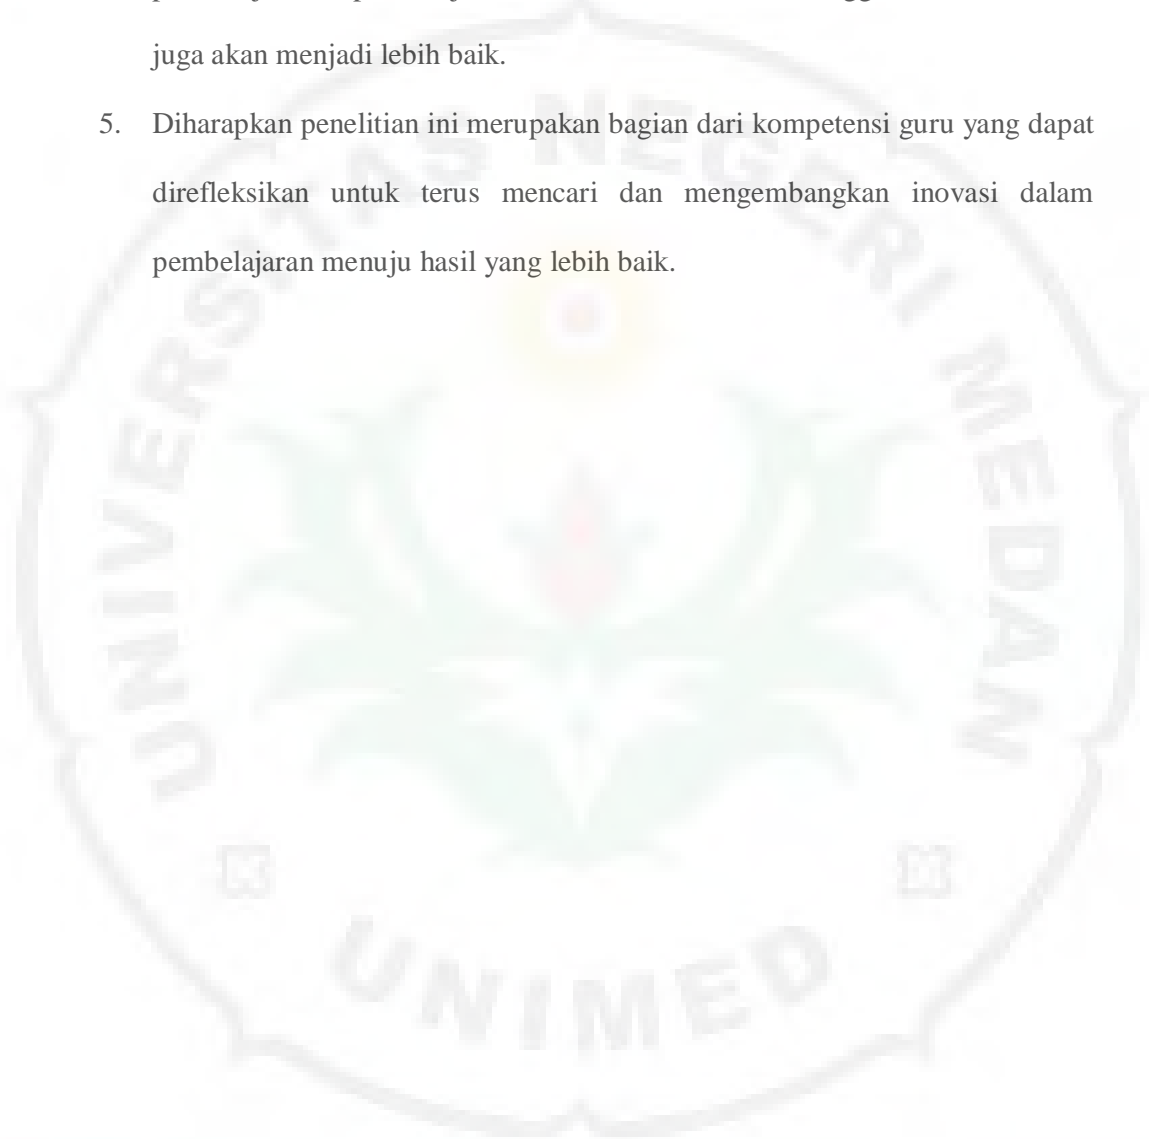 juga akan menjadi lebih baik.
5. Diharapkan penelitian ini merupakan bagian dari kompetensi guru yang dapat
direfleksikan untuk terus mencari dan mengembangkan inovasi dalam
pembelajaran menuju hasil yang lebih baik.
UNIVERSITAS NEGERI MEDAN
UNIMED